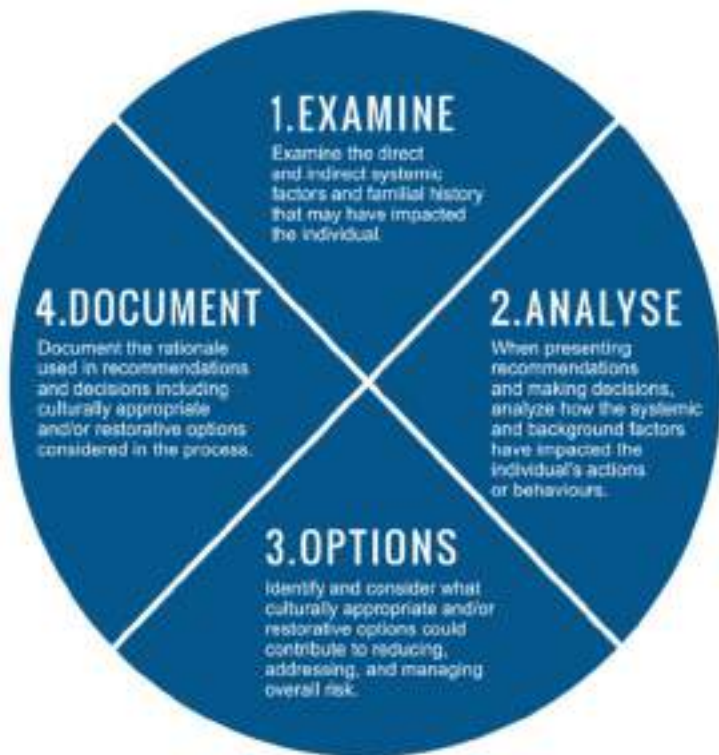 1.EXAMINE
Examine the direct
and indirect systemic
factors and familial history
that may have impacted
the individual.
2.ANALYSE
When presenting
recommendations
and making decisions,
analyze how the systemic
and background factors
have impacted the
individual's actions
or behaviours.
3.OPTIONS
Identify and consider what
culturally appropriate and/or
restorative options could
contribute to reducing,
addressing, and managing
overall risk.
4.DOCUMENT
Document the rationale
used in recommendations
and decisions including
culturally appropriate
and/or restorative options
considered in the process.